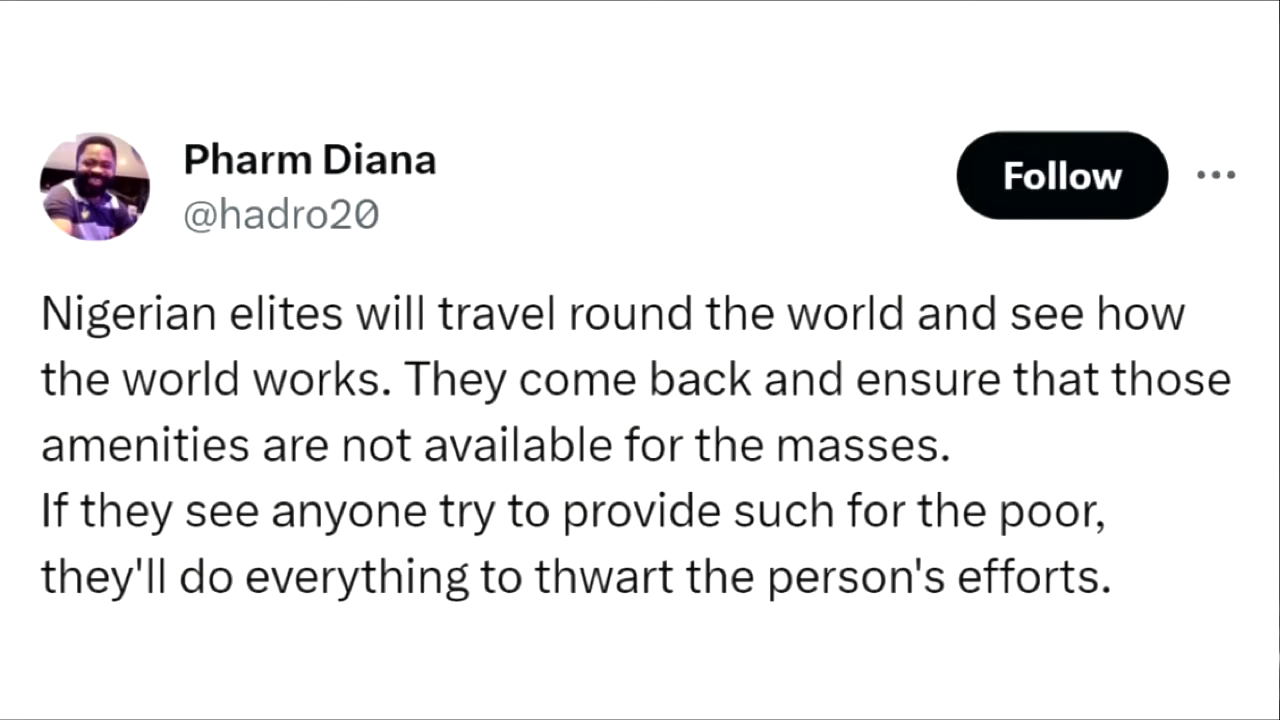 Pharm Diana
@hadro20
Follow
Nigerian elites will travel round the world and see how
the world works. They come back and ensure that those
amenities are not available for the masses.
If they see anyone try to provide such for the poor,
they'll do everything to thwart the person's efforts.